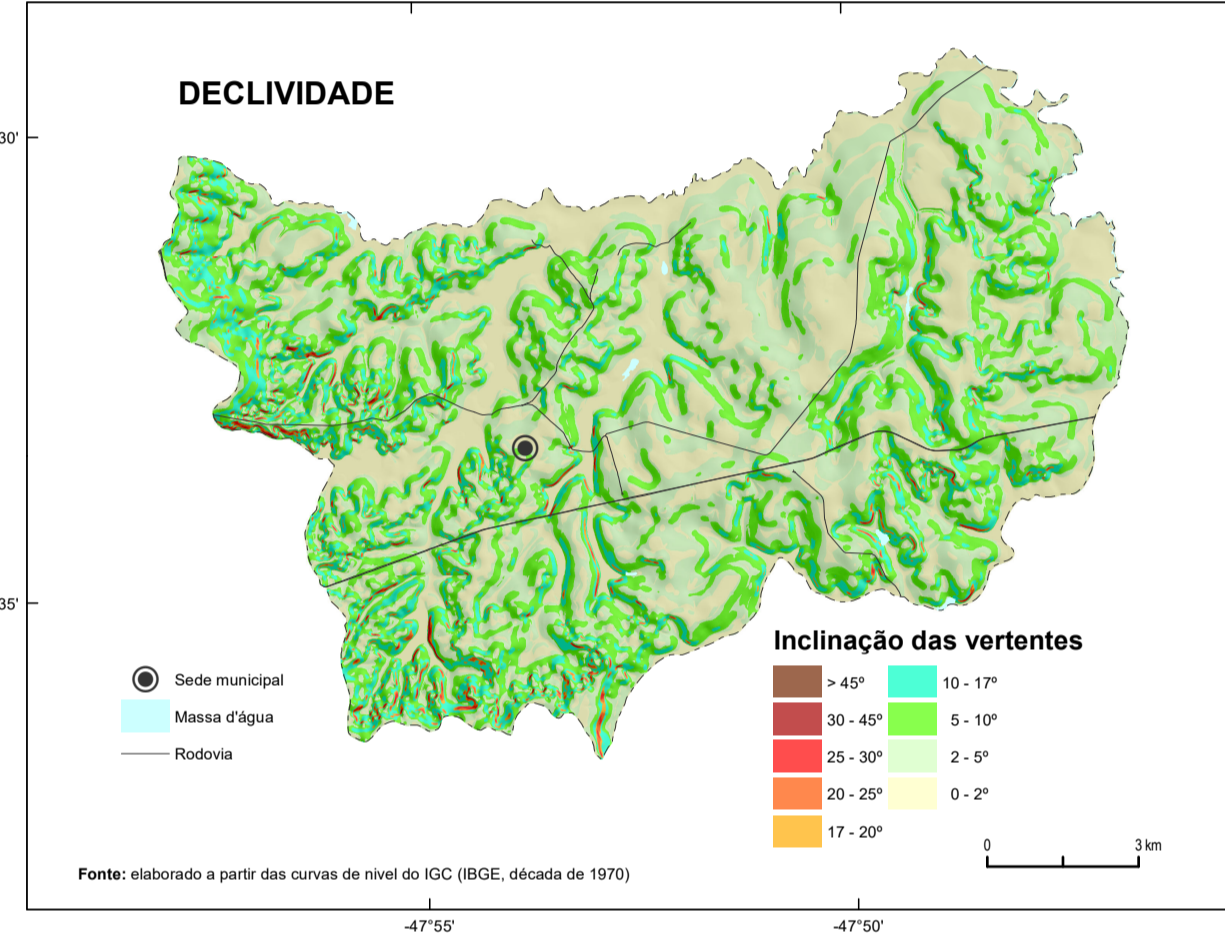 DECLIVIDADE
30'
35'
Inclinação das vertentes
> 45º
10 - 17º
30 - 45º
5 - 10º
25 - 30º
2 - 5º
20 - 25º
0 - 2º
17 - 20º
Sede municipal
Massa d'água
Rodovia
0
3 km
Fonte: elaborado a partir das curvas de nivel do IGC (IBGE, década de 1970)
-47°55'
-47°50'